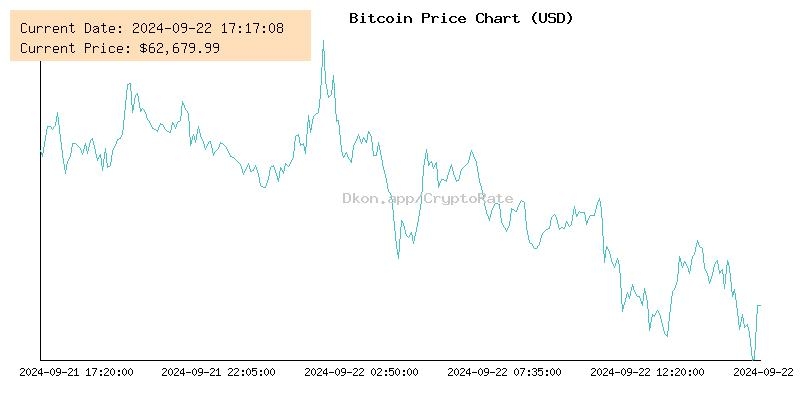 Bitcoin Price Chart (USD)
Current Date: 2024-09-22 17:17:08
Current Price: $62,679.99
Dkon.app/CryptoRate
2024-09-21 17:20:00 2024-09-21 22:05:00 2024-09-22 02:50:00 2024-09-22 07:35:00 2024-09-22 12:20:00 2024-09-22